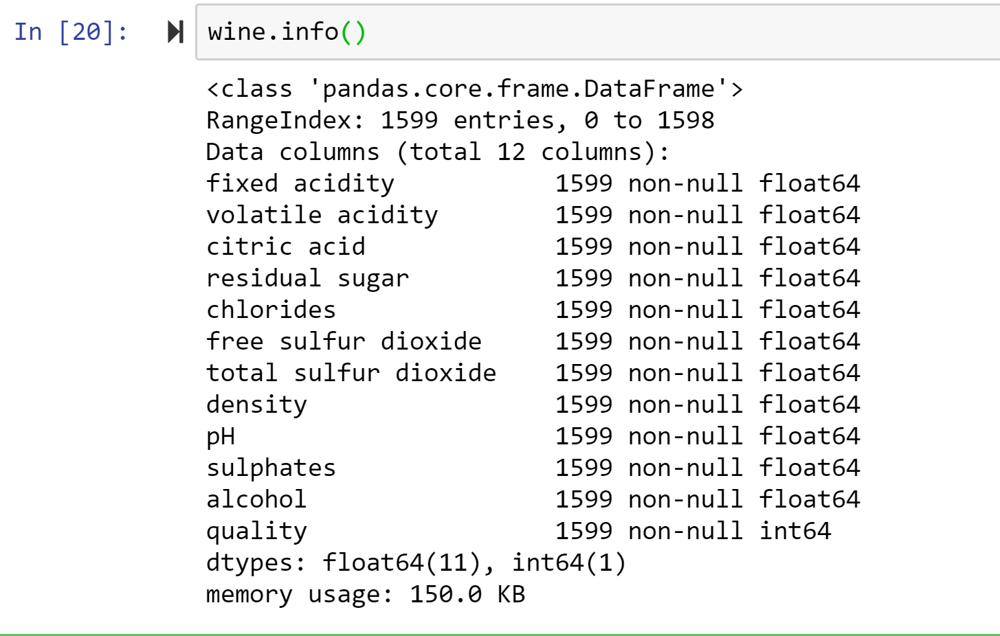 In [20]: wine.info()
<class 'pandas.core.frame.DataFrame'>
RangeIndex: 1599 entries, 0 to 1598
Data columns (total 12 columns):
fixed acidity           1599 non-null float64
volatile acidity        1599 non-null float64
citric acid             1599 non-null float64
residual sugar          1599 non-null float64
chlorides               1599 non-null float64
free sulfur dioxide     1599 non-null float64
total sulfur dioxide    1599 non-null float64
density                 1599 non-null float64
pH                      1599 non-null float64
sulphates               1599 non-null float64
alcohol                 1599 non-null float64
quality                 1599 non-null int64
dtypes: float64(11), int64(1)
memory usage: 150.0 KB